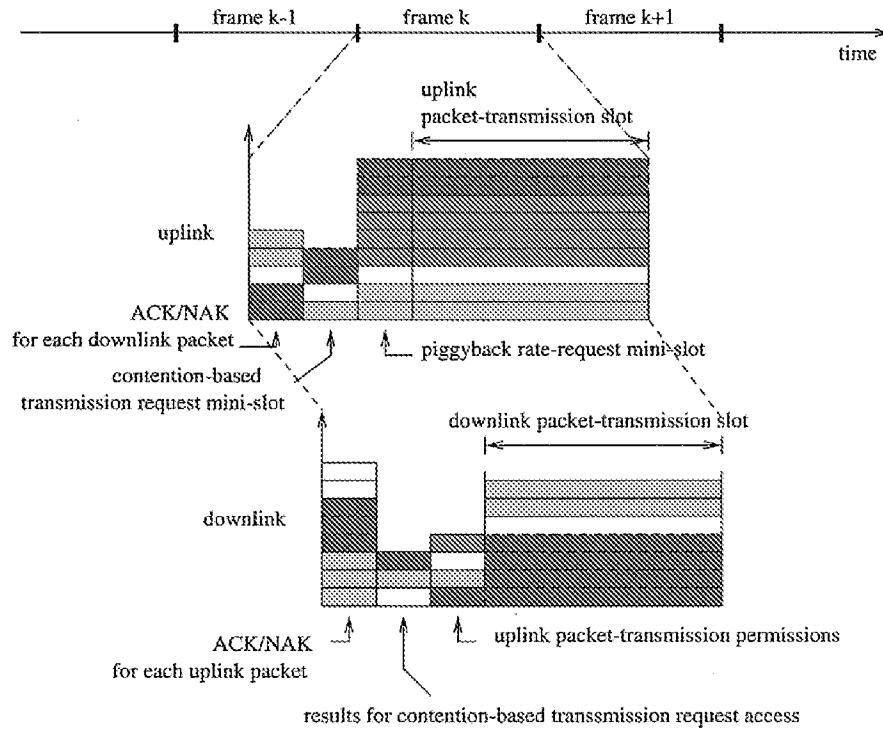 frame k-1
frame k
frame k+1
time
uplink
packet-transmission slot
uplink
ACK/NAK
for each downlink packet
piggyback rate-request mini-slot
contention-based
transmission request mini-slot
downlink packet-transmission slot
downlink
ACK/NAK
for each uplink packet
uplink packet-transmission permissions
results for contention-based transsmission request access